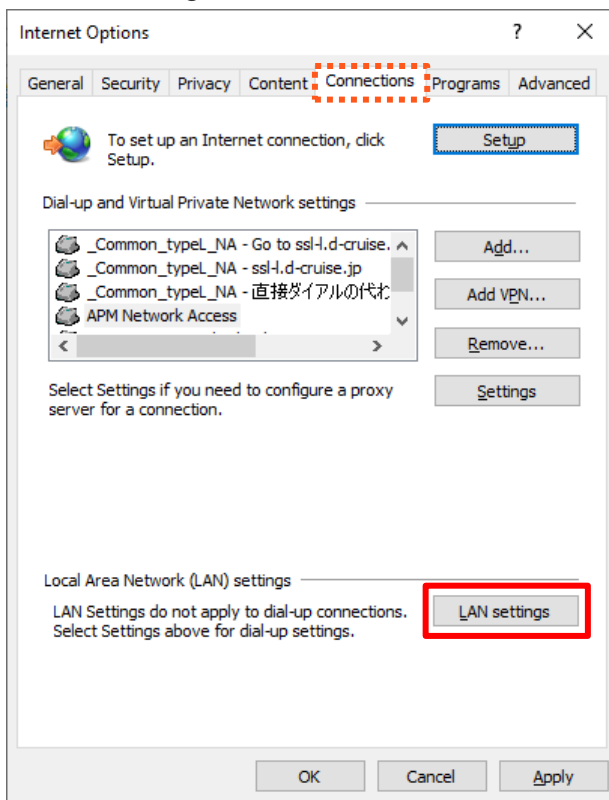 Internet Options
General Security Privacy Content Connections Programs Advanced
To set up an Internet connection, click
Setup.
Setup
Dial-up and Virtual Private Network settings
_Common_typeL_NA - Go to ssl-l.d-cruise.
_Common_typeL_NA - ssl-l.d-cruise.jp
_Common_typeL_NA - 直接ダイアルの代わ
APM Network Access
Add...
Add VPN...
Remove...
Select Settings if you need to configure a proxy
server for a connection.
Settings
Local Area Network (LAN) settings
LAN Settings do not apply to dial-up connections.
Select Settings above for dial-up settings.
LAN settings
OK Cancel Apply